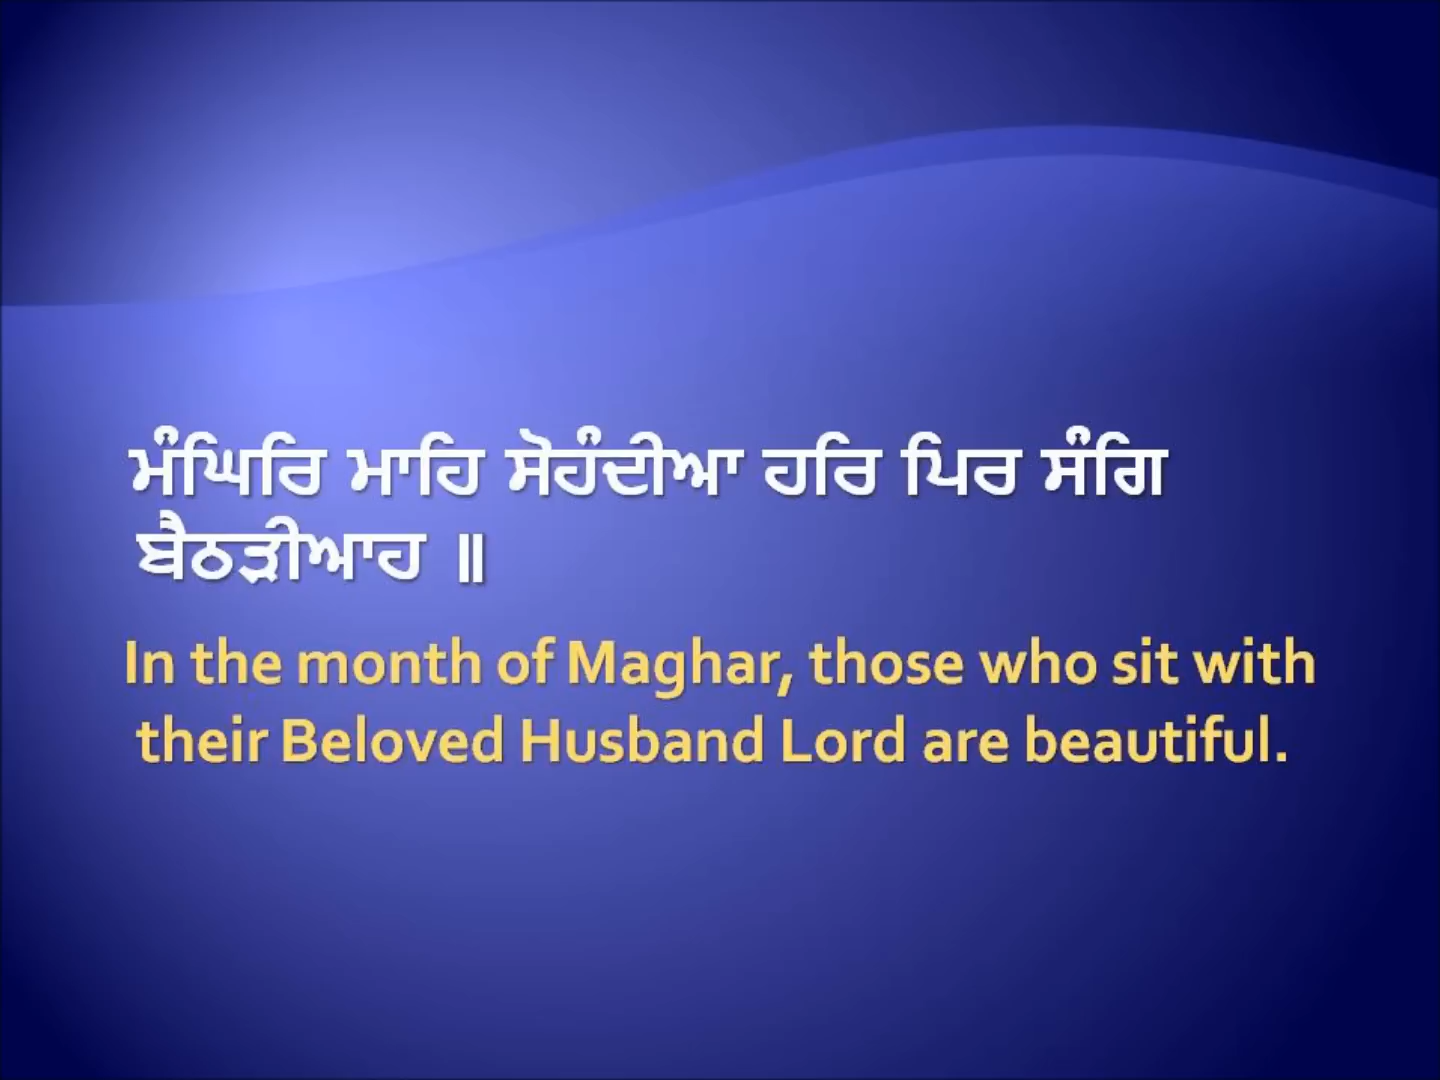 ਮੰਘਿਰਿ ਮਾਹਿ ਸੋਹੰਦੀਆ ਹਰਿ ਪਿਰ ਸੰਗਿ
ਬੈਠੜੀਆਹ ॥
In the month of Maghar, those who sit with
their Beloved Husband Lord are beautiful.